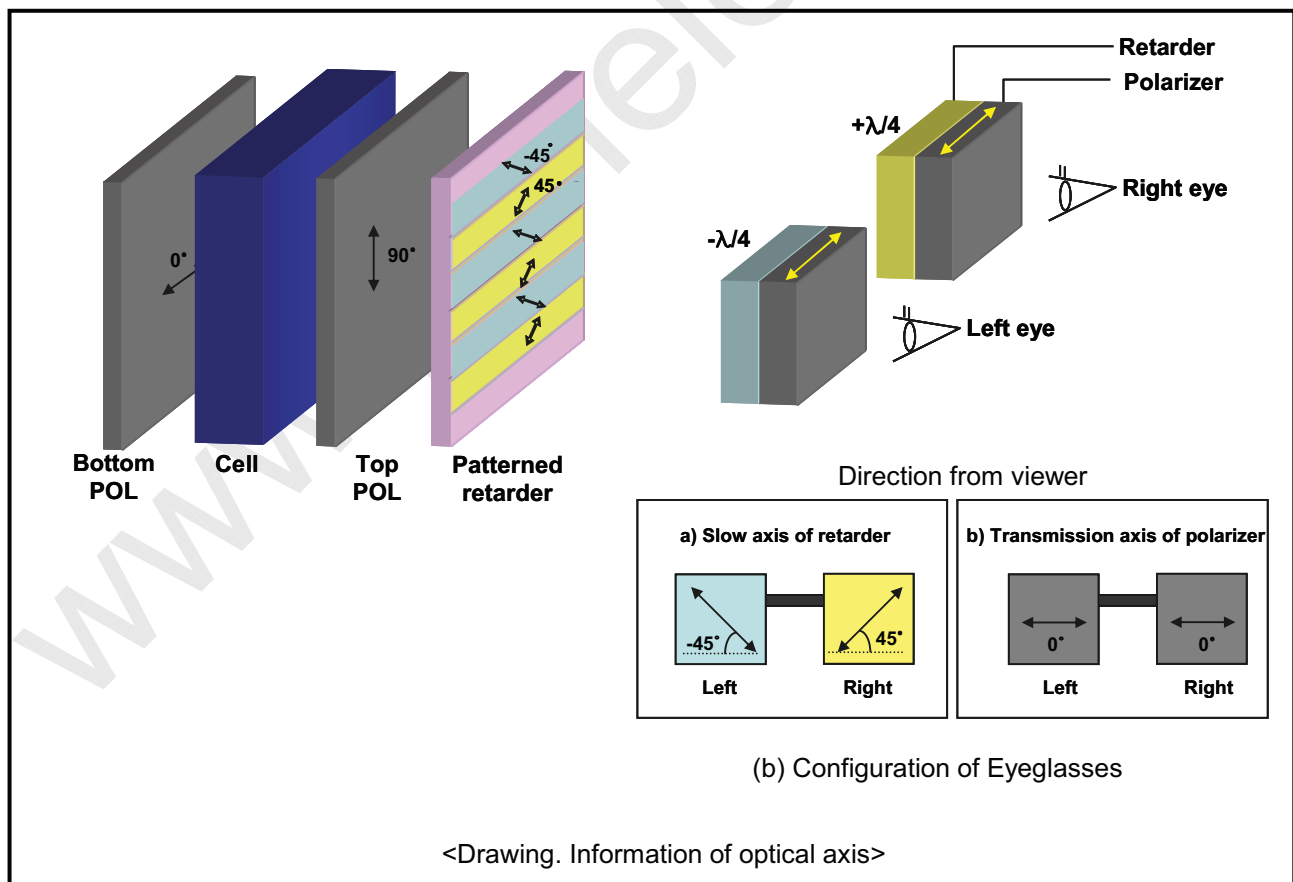 Retarder
Polarizer
+λ/4
-45°
45°
Right eye
-λ/4
0°
90°
Left eye
Bottom
POL
Cell
Top
POL
Patterned
retarder
Direction from viewer
a) Slow axis of retarder
-45°
45°
Left
Right
b) Transmission axis of polarizer
0°
0°
Left
Right
(b) Configuration of Eyeglasses
<Drawing. Information of optical axis>